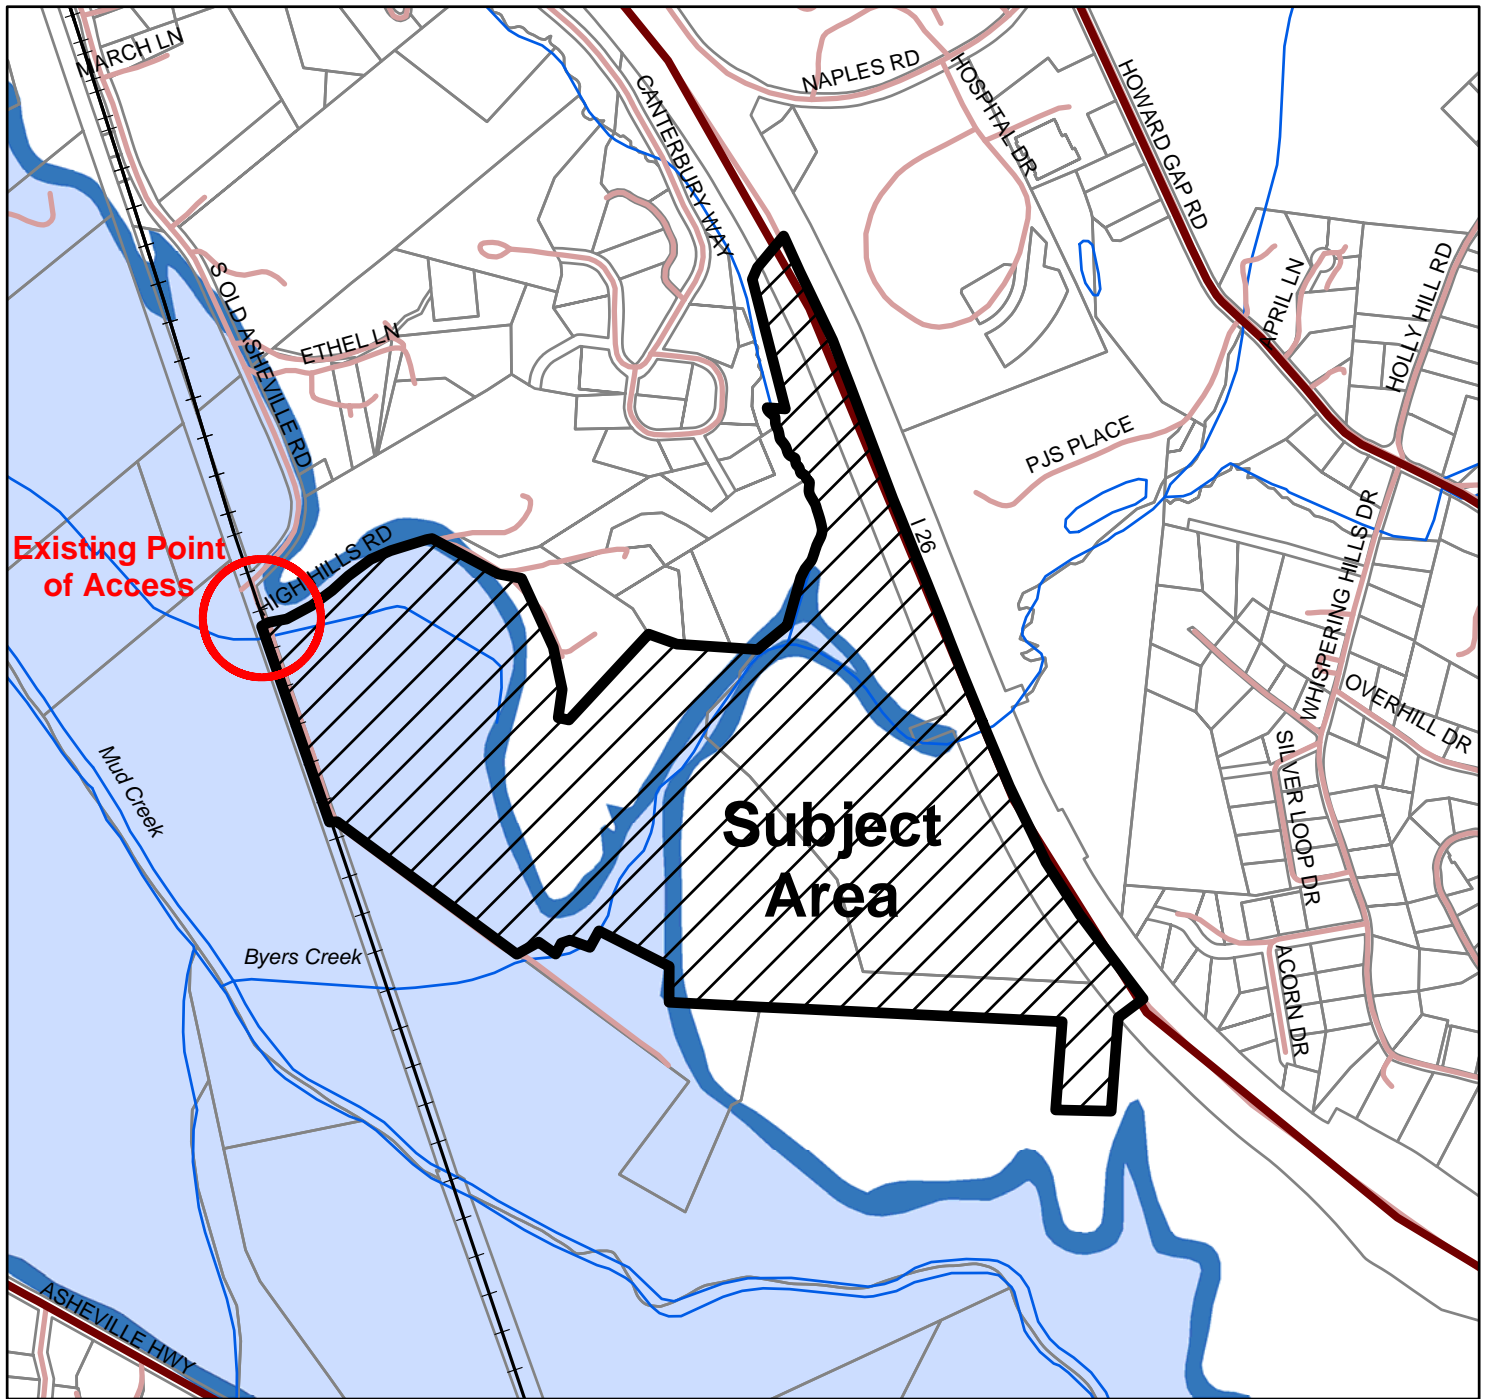 MARCH LN
NAPLES RD
HOSPITAL DR
HOWARD GAP RD
CANTERBURY WAY
S OLD ASHEVILLE RD
ETHEL LN
APRIL LN
HOLLY HILL RD
PJS PLACE
I 26
Existing Point
of Access
HIGH HILLS RD
WHISPERING HILLS DR
OVERHILL DR
SILVER LOOP DR
Mud Creek
Subject
Area
Byers Creek
ACORN DR
ASHEVILLE HWY